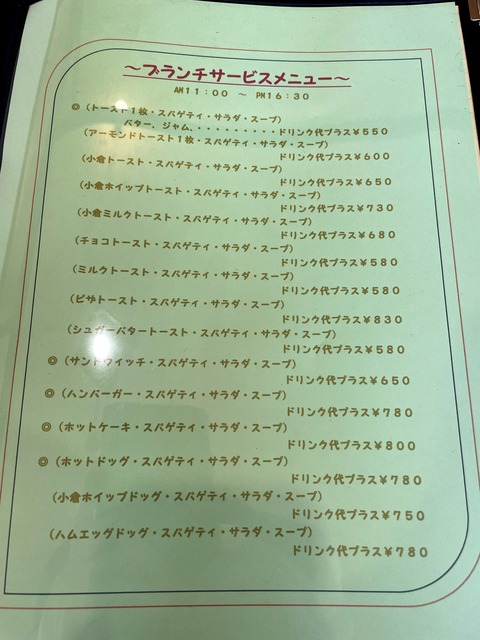 ～ブランチサービスメニュー～
AM11:00 ～ PM16:30
◎（トースト1枚・スパゲティ・サラダ・スープ）
バター、ジャム、・・・・・・・・・ドリンク代プラス¥550
（アーモンドトースト1枚・スパゲティ・サラダ・スープ）
ドリンク代プラス¥600
（小倉トースト・スパゲティ・サラダ・スープ）
ドリンク代プラス¥650
（小倉ホイップトースト・スパゲティ・サラダ・スープ）
ドリンク代プラス¥730
（小倉ミルクトースト・スパゲティ・サラダ・スープ）
ドリンク代プラス¥680
（チョコトースト・スパゲティ・サラダ・スープ）
ドリンク代プラス¥580
（ミルクトースト・スパゲティ・サラダ・スープ）
ドリンク代プラス¥580
（ピザトースト・スパゲティ・サラダ・スープ）
ドリンク代プラス¥830
（シュガーバタートースト・スパゲティ・サラダ・スープ）
ドリンク代プラス¥580
◎（サンドウイッチ・スパゲティ・サラダ・スープ）
ドリンク代プラス¥650
◎（ハンバーガー・スパゲティ・サラダ・スープ）
ドリンク代プラス¥780
◎（ホットケーキ・スパゲティ・サラダ・スープ）
ドリンク代プラス¥800
◎（ホットドッグ・スパゲティ・サラダ・スープ）
ドリンク代プラス¥780
（小倉ホイップドッグ・スパゲティ・サラダ・スープ）
ドリンク代プラス¥750
（ハムエッグドッグ・スパゲティ・サラダ・スープ）
ドリンク代プラス¥780